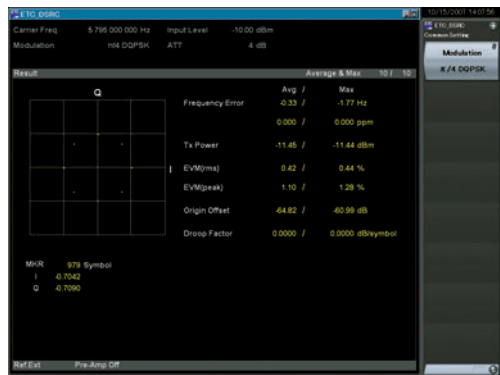 ETC_DSRC
10/15/2001 14:01:56
Carrier Freq. 5 795 000 000 Hz Input Level -10.00 dBm
Modulation π/4 DQPSK ATT 4 dB
ETC_DSRC
Common Setting
Modulation
π/4 DQPSK
Result Average & Max 10 / 10
Q
I
Avg / Max
Frequency Error -0.33 / -1.77 Hz
0.000 / 0.000 ppm
Tx Power -11.45 / -11.44 dBm
EVM(rms) 0.42 / 0.44 %
EVM(peak) 1.10 / 1.28 %
Origin Offset -64.82 / -60.99 dB
Droop Factor 0.0000 / 0.0000 dB/symbol
MKR 979 Symbol
I -0.7042
Q -0.7090
Ref.Ext Pre-Amp Off